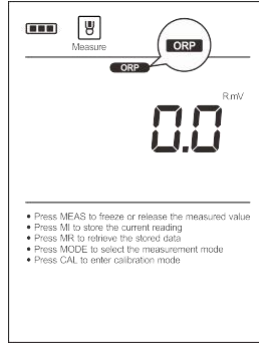 Measure
ORP
ORP
R.mV
0.0
• Press MEAS to freeze or release the measured value
• Press MI to store the current reading
• Press MR to retrieve the stored data
• Press MODE to select the measurement mode
• Press CAL to enter calibration mode